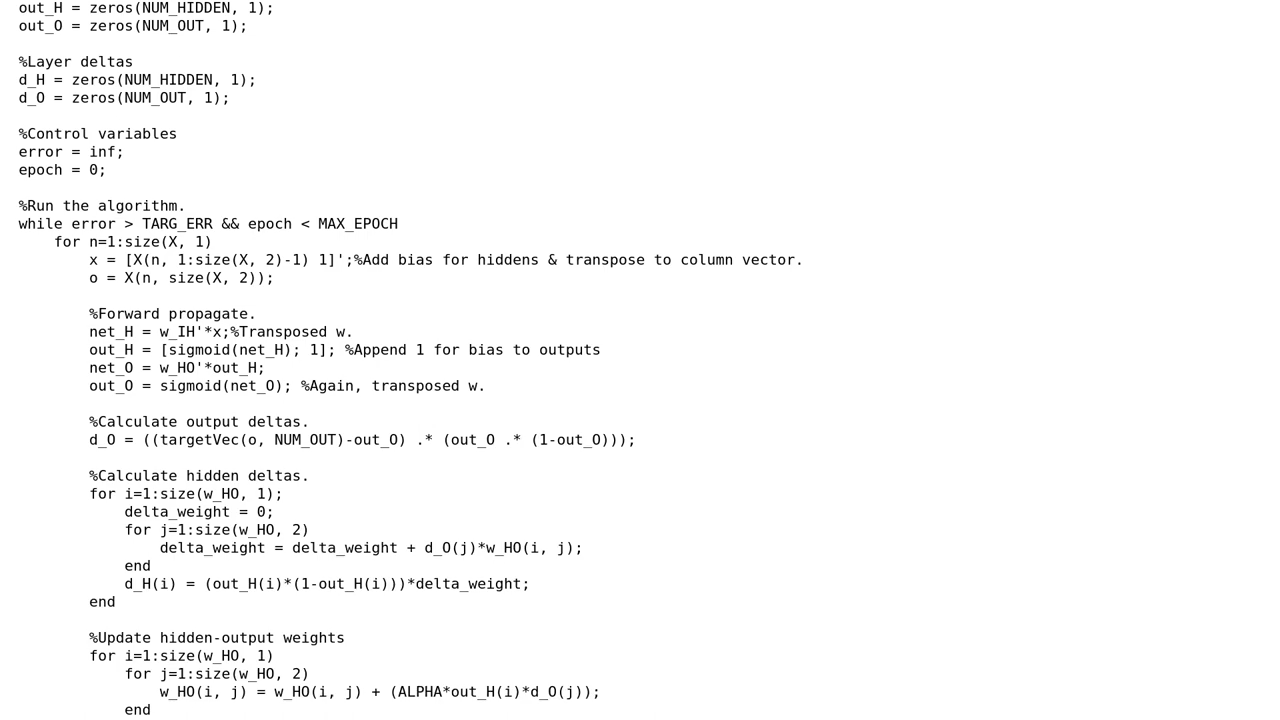 out_H = zeros(NUM_HIDDEN, 1);
out_O = zeros(NUM_OUT, 1);

%Layer deltas
d_H = zeros(NUM_HIDDEN, 1);
d_O = zeros(NUM_OUT, 1);

%Control variables
error = inf;
epoch = 0;

%Run the algorithm.
while error > TARG_ERR && epoch < MAX_EPOCH
    for n=1:size(X, 1)
        x = [X(n, 1:size(X, 2)-1) 1]';%Add bias for hiddens & transpose to column vector.
        o = X(n, size(X, 2));

        %Forward propagate.
        net_H = w_IH'*x;%Transposed w.
        out_H = [sigmoid(net_H); 1]; %Append 1 for bias to outputs
        net_O = w_HO'*out_H;
        out_O = sigmoid(net_O); %Again, transposed w.

        %Calculate output deltas.
        d_O = ((targetVec(o, NUM_OUT)-out_O) .* (out_O .* (1-out_O)));

        %Calculate hidden deltas.
        for i=1:size(w_HO, 1);
            delta_weight = 0;
            for j=1:size(w_HO, 2)
                delta_weight = delta_weight + d_O(j)*w_HO(i, j);
            end
            d_H(i) = (out_H(i)*(1-out_H(i)))*delta_weight;
        end

        %Update hidden-output weights
        for i=1:size(w_HO, 1)
            for j=1:size(w_HO, 2)
                w_HO(i, j) = w_HO(i, j) + (ALPHA*out_H(i)*d_O(j));
            end